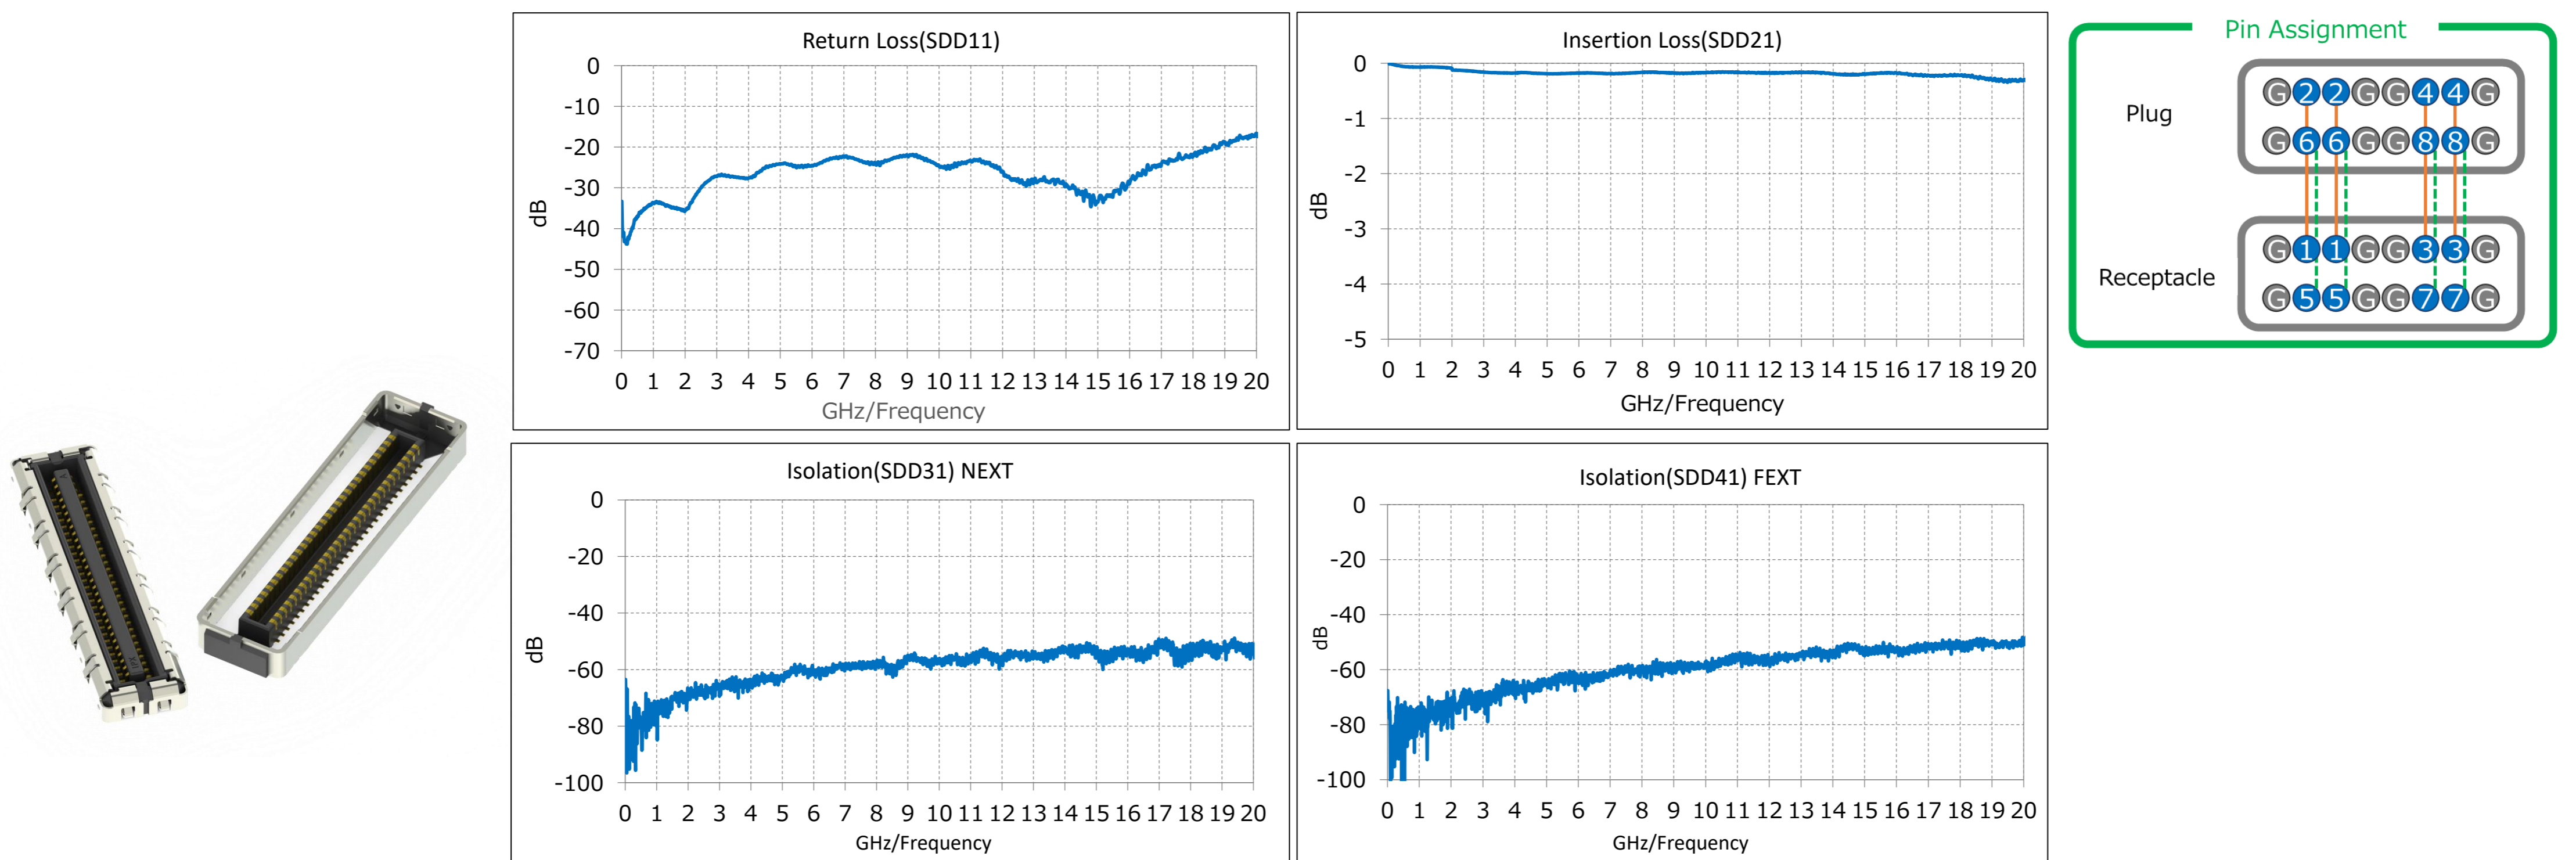 Return Loss(SDD11)
0
-10
-20
-30
-40
-50
-60
-70
dB
0 1 2 3 4 5 6 7 8 9 10 11 12 13 14 15 16 17 18 19 20
GHz/Frequency
Insertion Loss(SDD21)
0
-1
-2
-3
-4
-5
dB
0 1 2 3 4 5 6 7 8 9 10 11 12 13 14 15 16 17 18 19 20
GHz/Frequency
Pin Assignment
Plug
G 2 2 G G 4 4 G
G 6 6 G G 8 8 G
Receptacle
G 1 1 G G 3 3 G
G 5 5 G G 7 7 G
Isolation(SDD31) NEXT
0
-20
-40
-60
-80
-100
dB
0 1 2 3 4 5 6 7 8 9 10 11 12 13 14 15 16 17 18 19 20
GHz/Frequency
Isolation(SDD41) FEXT
0
-20
-40
-60
-80
-100
dB
0 1 2 3 4 5 6 7 8 9 10 11 12 13 14 15 16 17 18 19 20
GHz/Frequency